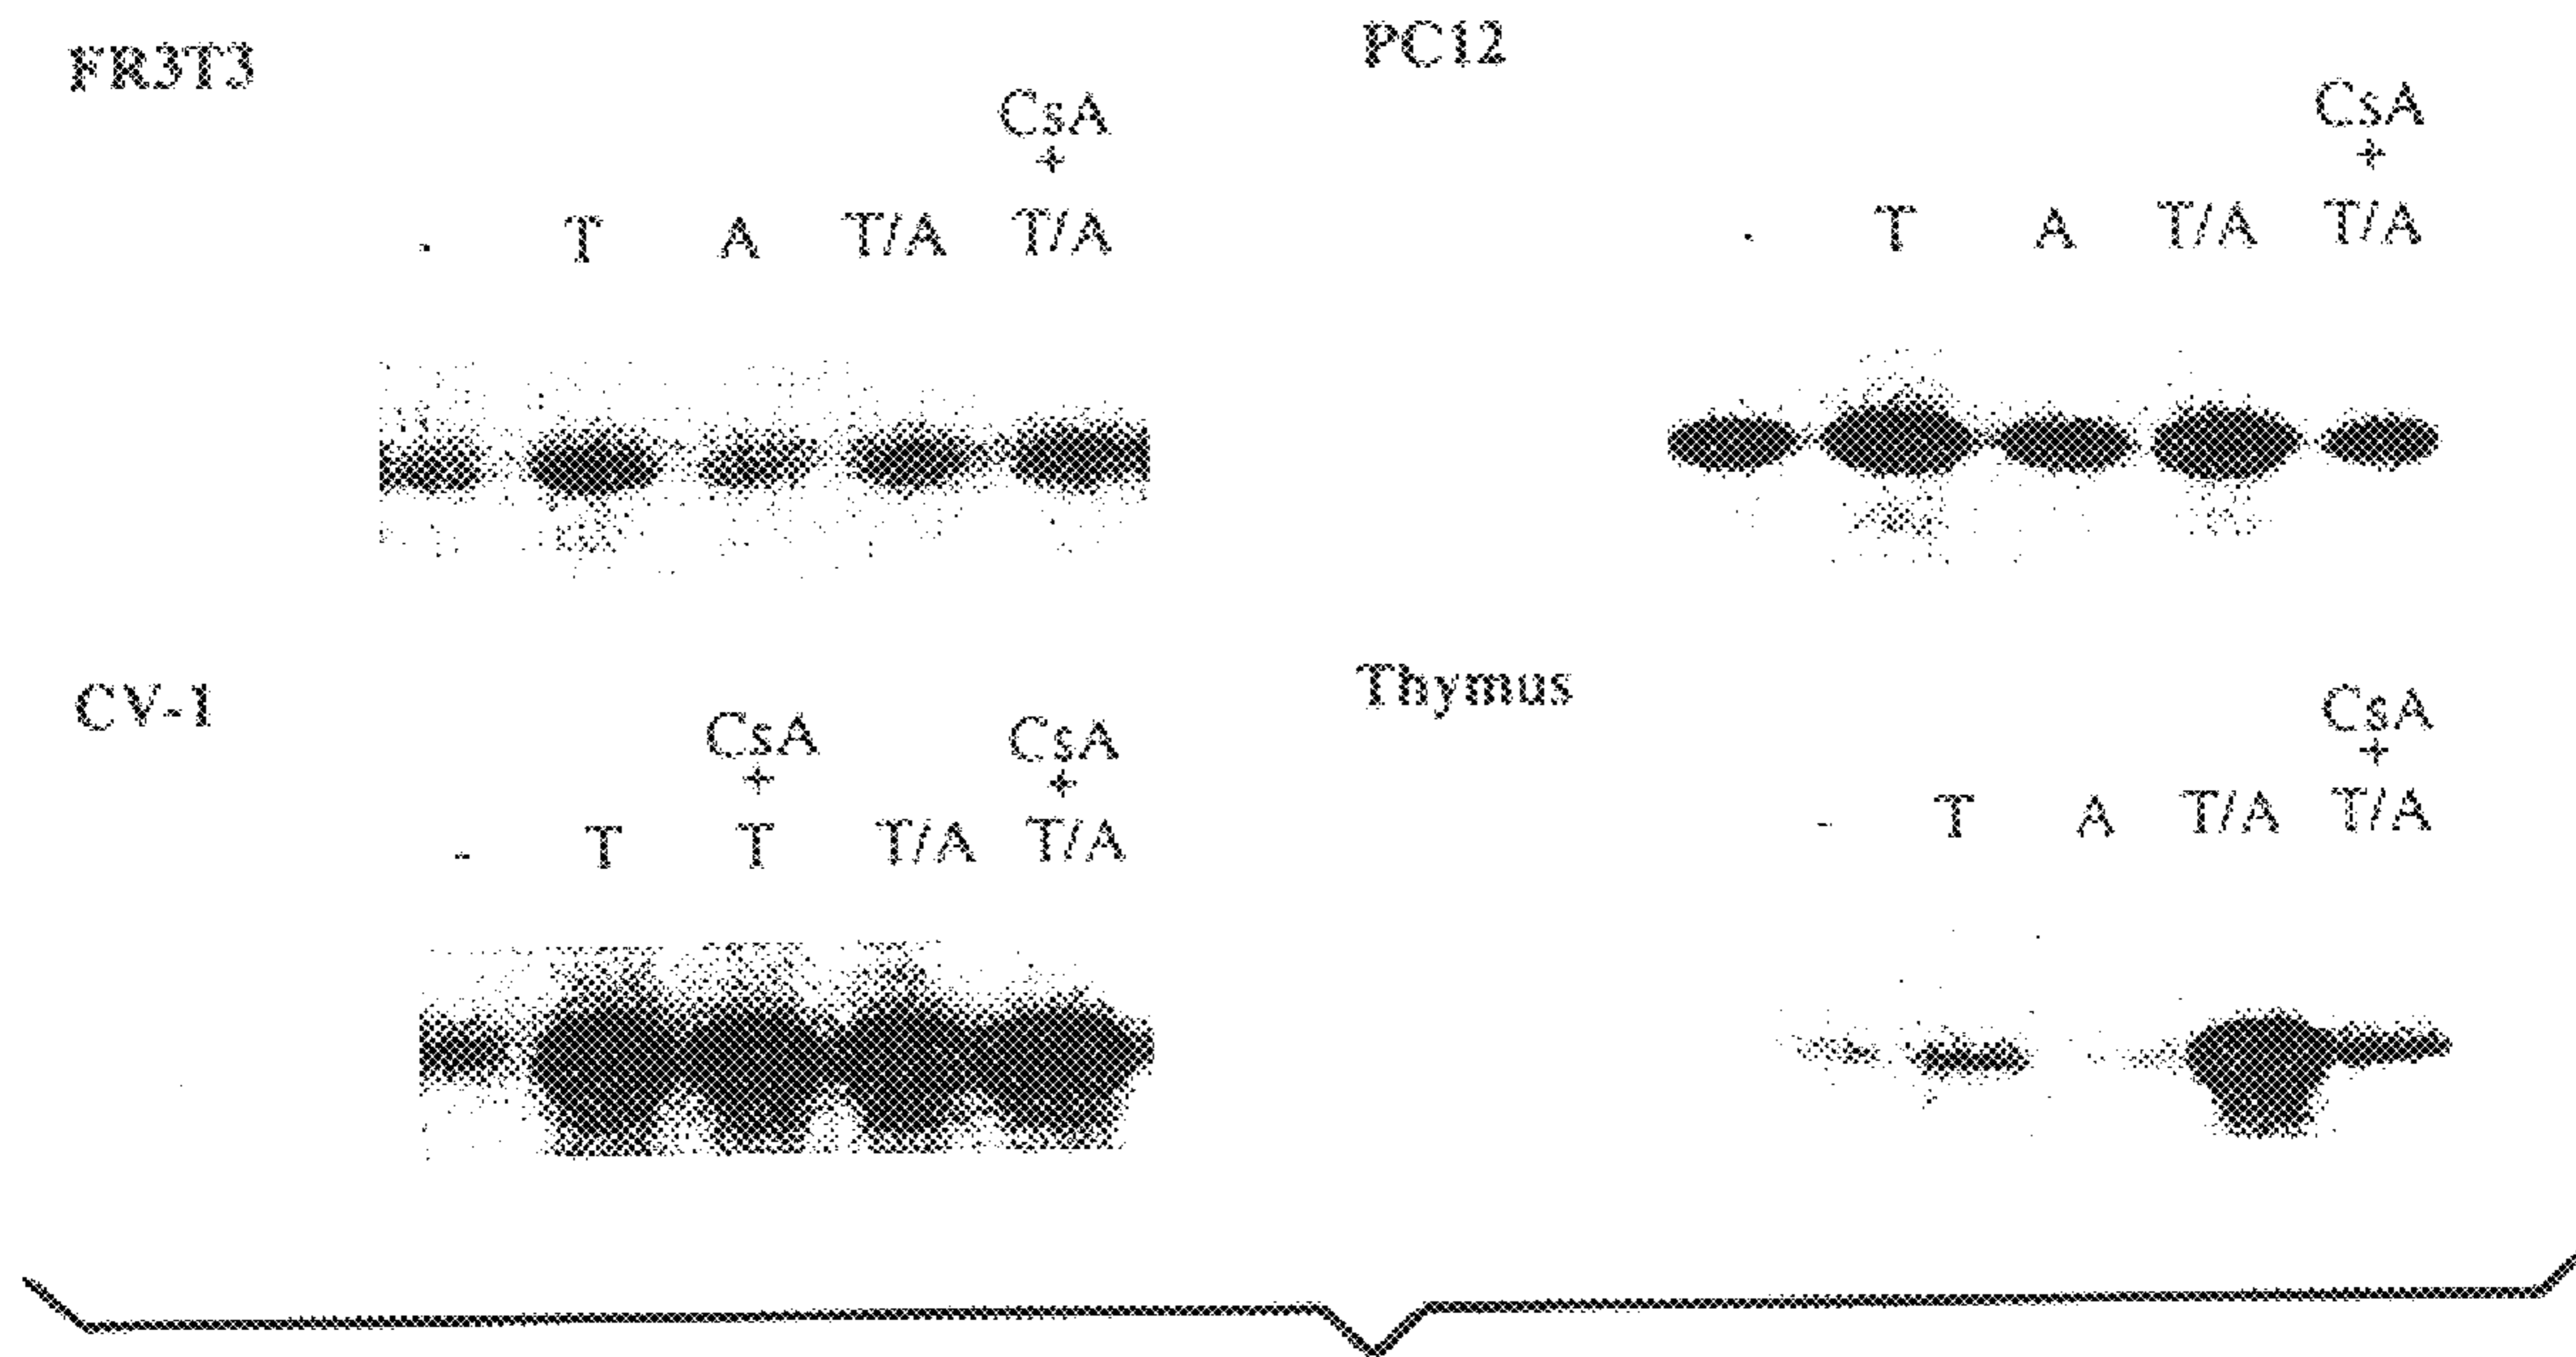 FR3T3
CsA
+
- T A T/A T/A
PC12
CsA
+
- T A T/A T/A
CV-1
CsA CsA
+ +
- T T T/A T/A
Thymus
CsA
+
- T A T/A T/A